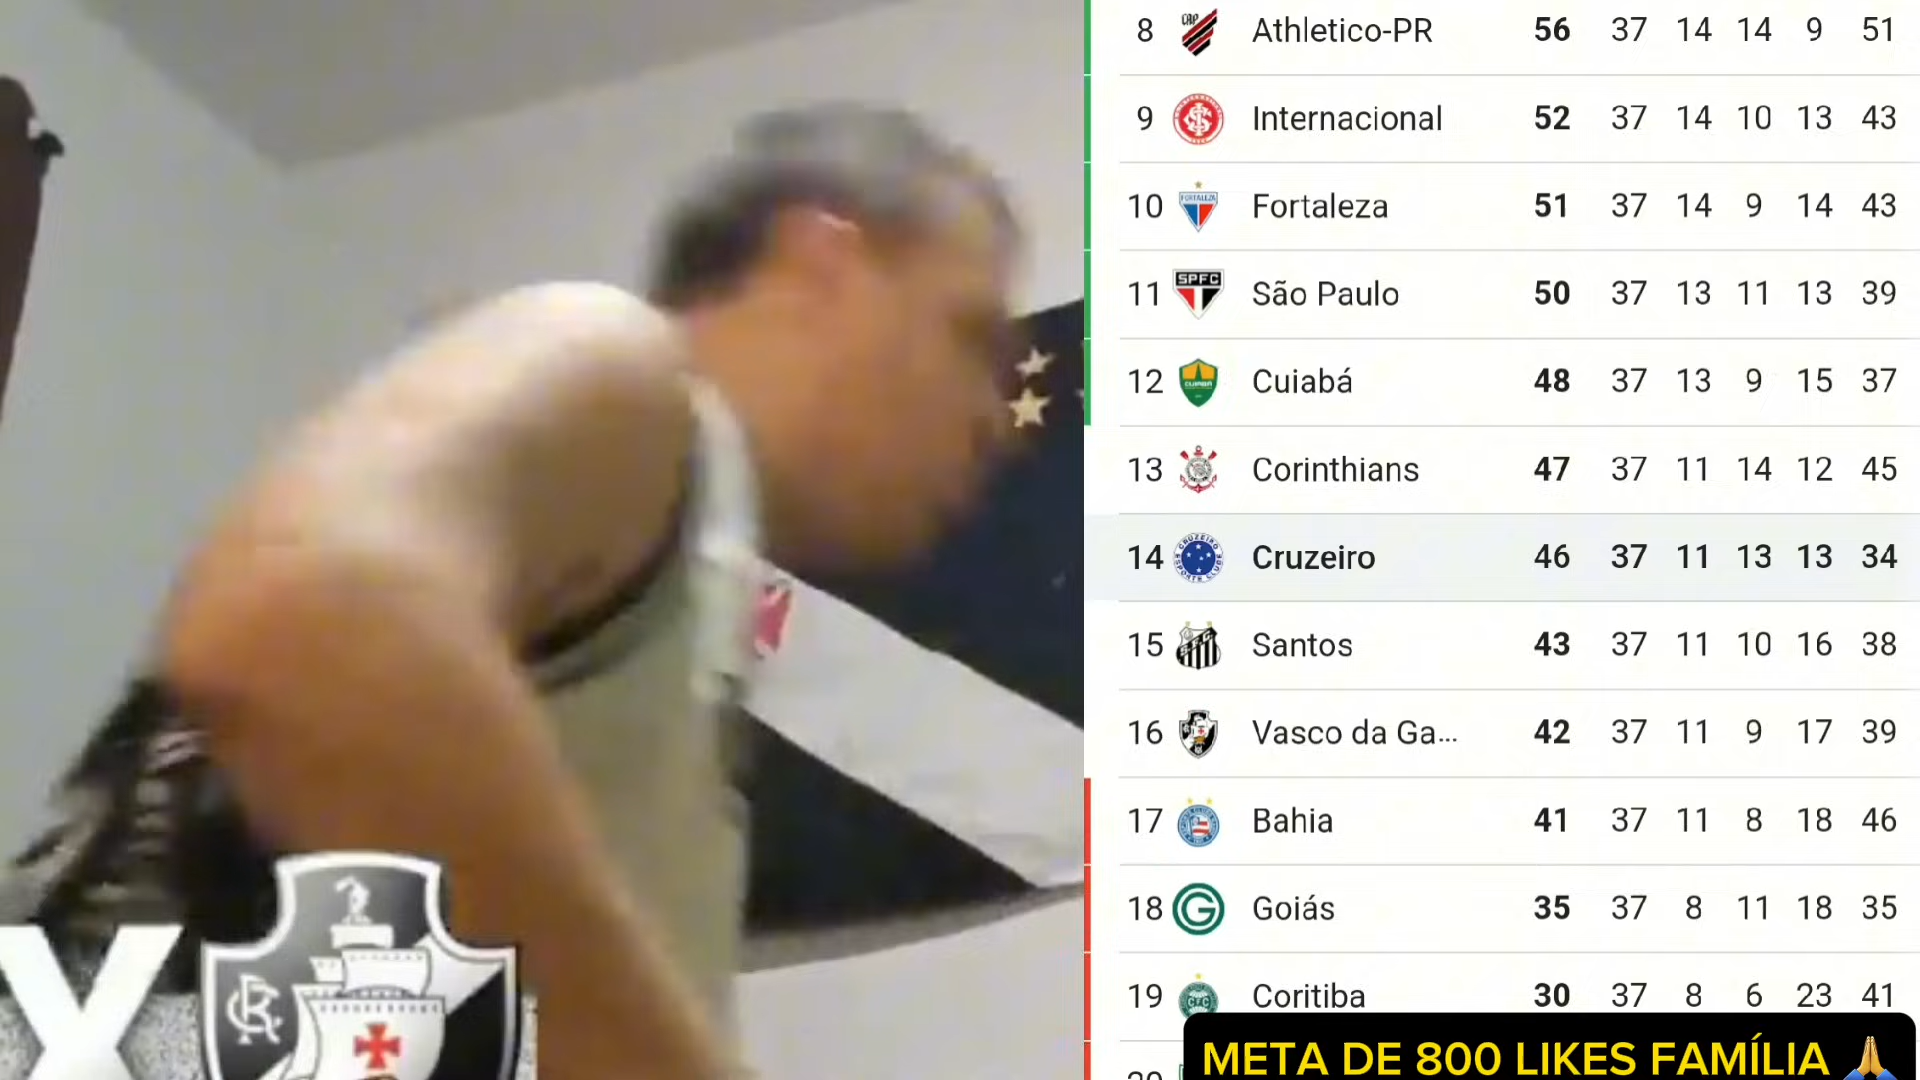 X
8 Athletico-PR 56 37 14 14 9 51
9 Internacional 52 37 14 10 13 43
10 Fortaleza 51 37 14 9 14 43
11 SPFC São Paulo 50 37 13 11 13 39
12 Cuiabá 48 37 13 9 15 37
13 Corinthians 47 37 11 14 12 45
14 Cruzeiro 46 37 11 13 13 34
15 Santos 43 37 11 10 16 38
16 Vasco da Ga... 42 37 11 9 17 39
17 Bahia 41 37 11 8 18 46
18 Goiás 35 37 8 11 18 35
19 Coritiba 30 37 8 6 23 41
META DE 800 LIKES FAMÍLIA 🙏